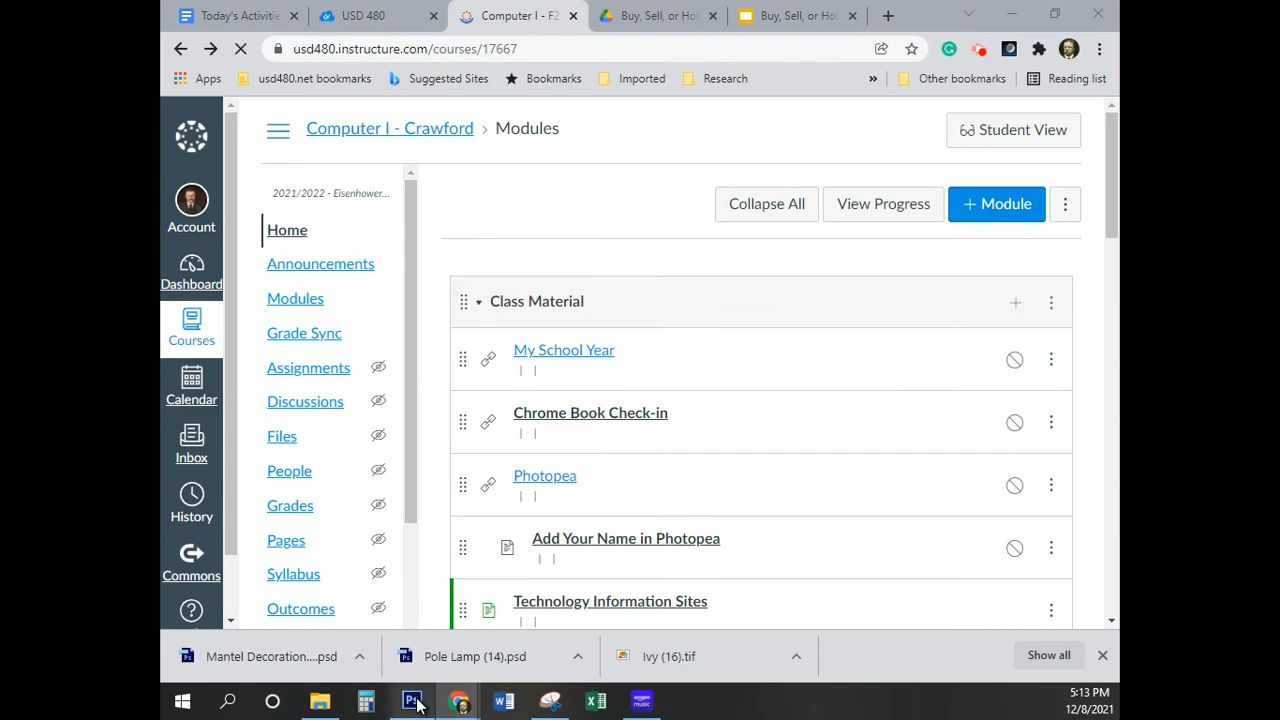 Today's Activitie
USD 480
Computer I - F2
Buy, Sell, or Hol
Buy, Sell, or Hol
usd480.instructure.com/courses/17667
Apps
usd480.net bookmarks
Suggested Sites
Bookmarks
Imported
Research
Other bookmarks
Reading list
Computer I - Crawford › Modules
Student View
2021/2022 - Eisenhower...
Collapse All
View Progress
+ Module
Account
Dashboard
Courses
Calendar
Inbox
History
Commons
Home
Announcements
Modules
Grade Sync
Assignments
Discussions
Files
People
Grades
Pages
Syllabus
Outcomes
Class Material
My School Year
Chrome Book Check-in
Photopea
Add Your Name in Photopea
Technology Information Sites
Mantel Decoration....psd
Pole Lamp (14).psd
Ivy (16).tif
Show all
Ps
amazon music
5:13 PM
12/8/2021